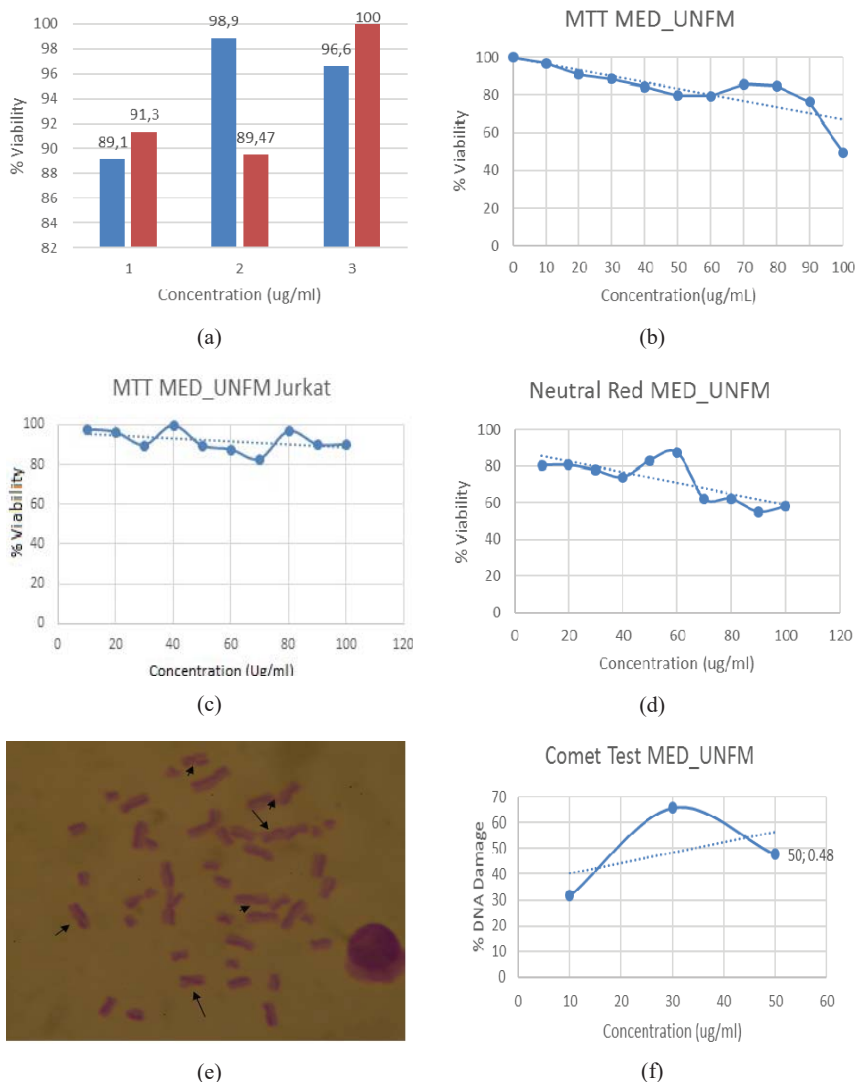 100
98
96
94
92
90
88
86
84
82
% Viability
89,1
91,3
98,9
89,47
96,6
100
1 2 3
Concentration (ug/ml)
(a)
MTT MED_UNFM
100
80
60
40
20
0
% Viability
0 10 20 30 40 50 60 70 80 90 100
Concentration(ug/mL)
(b)
MTT MED_UNFM Jurkat
100
80
60
40
20
0
% Viability
0 20 40 60 80 100 120
Concentration (Ug/ml)
(c)
Neutral Red MED_UNFM
100
80
60
40
20
0
% Viability
0 20 40 60 80 100 120
Concentration (ug/ml)
(d)
(e)
Comet Test MED_UNFM
70
60
50
40
30
20
10
0
% DNA Damage
50; 0.48
0 10 20 30 40 50 60
Concentration (ug/ml)
(f)